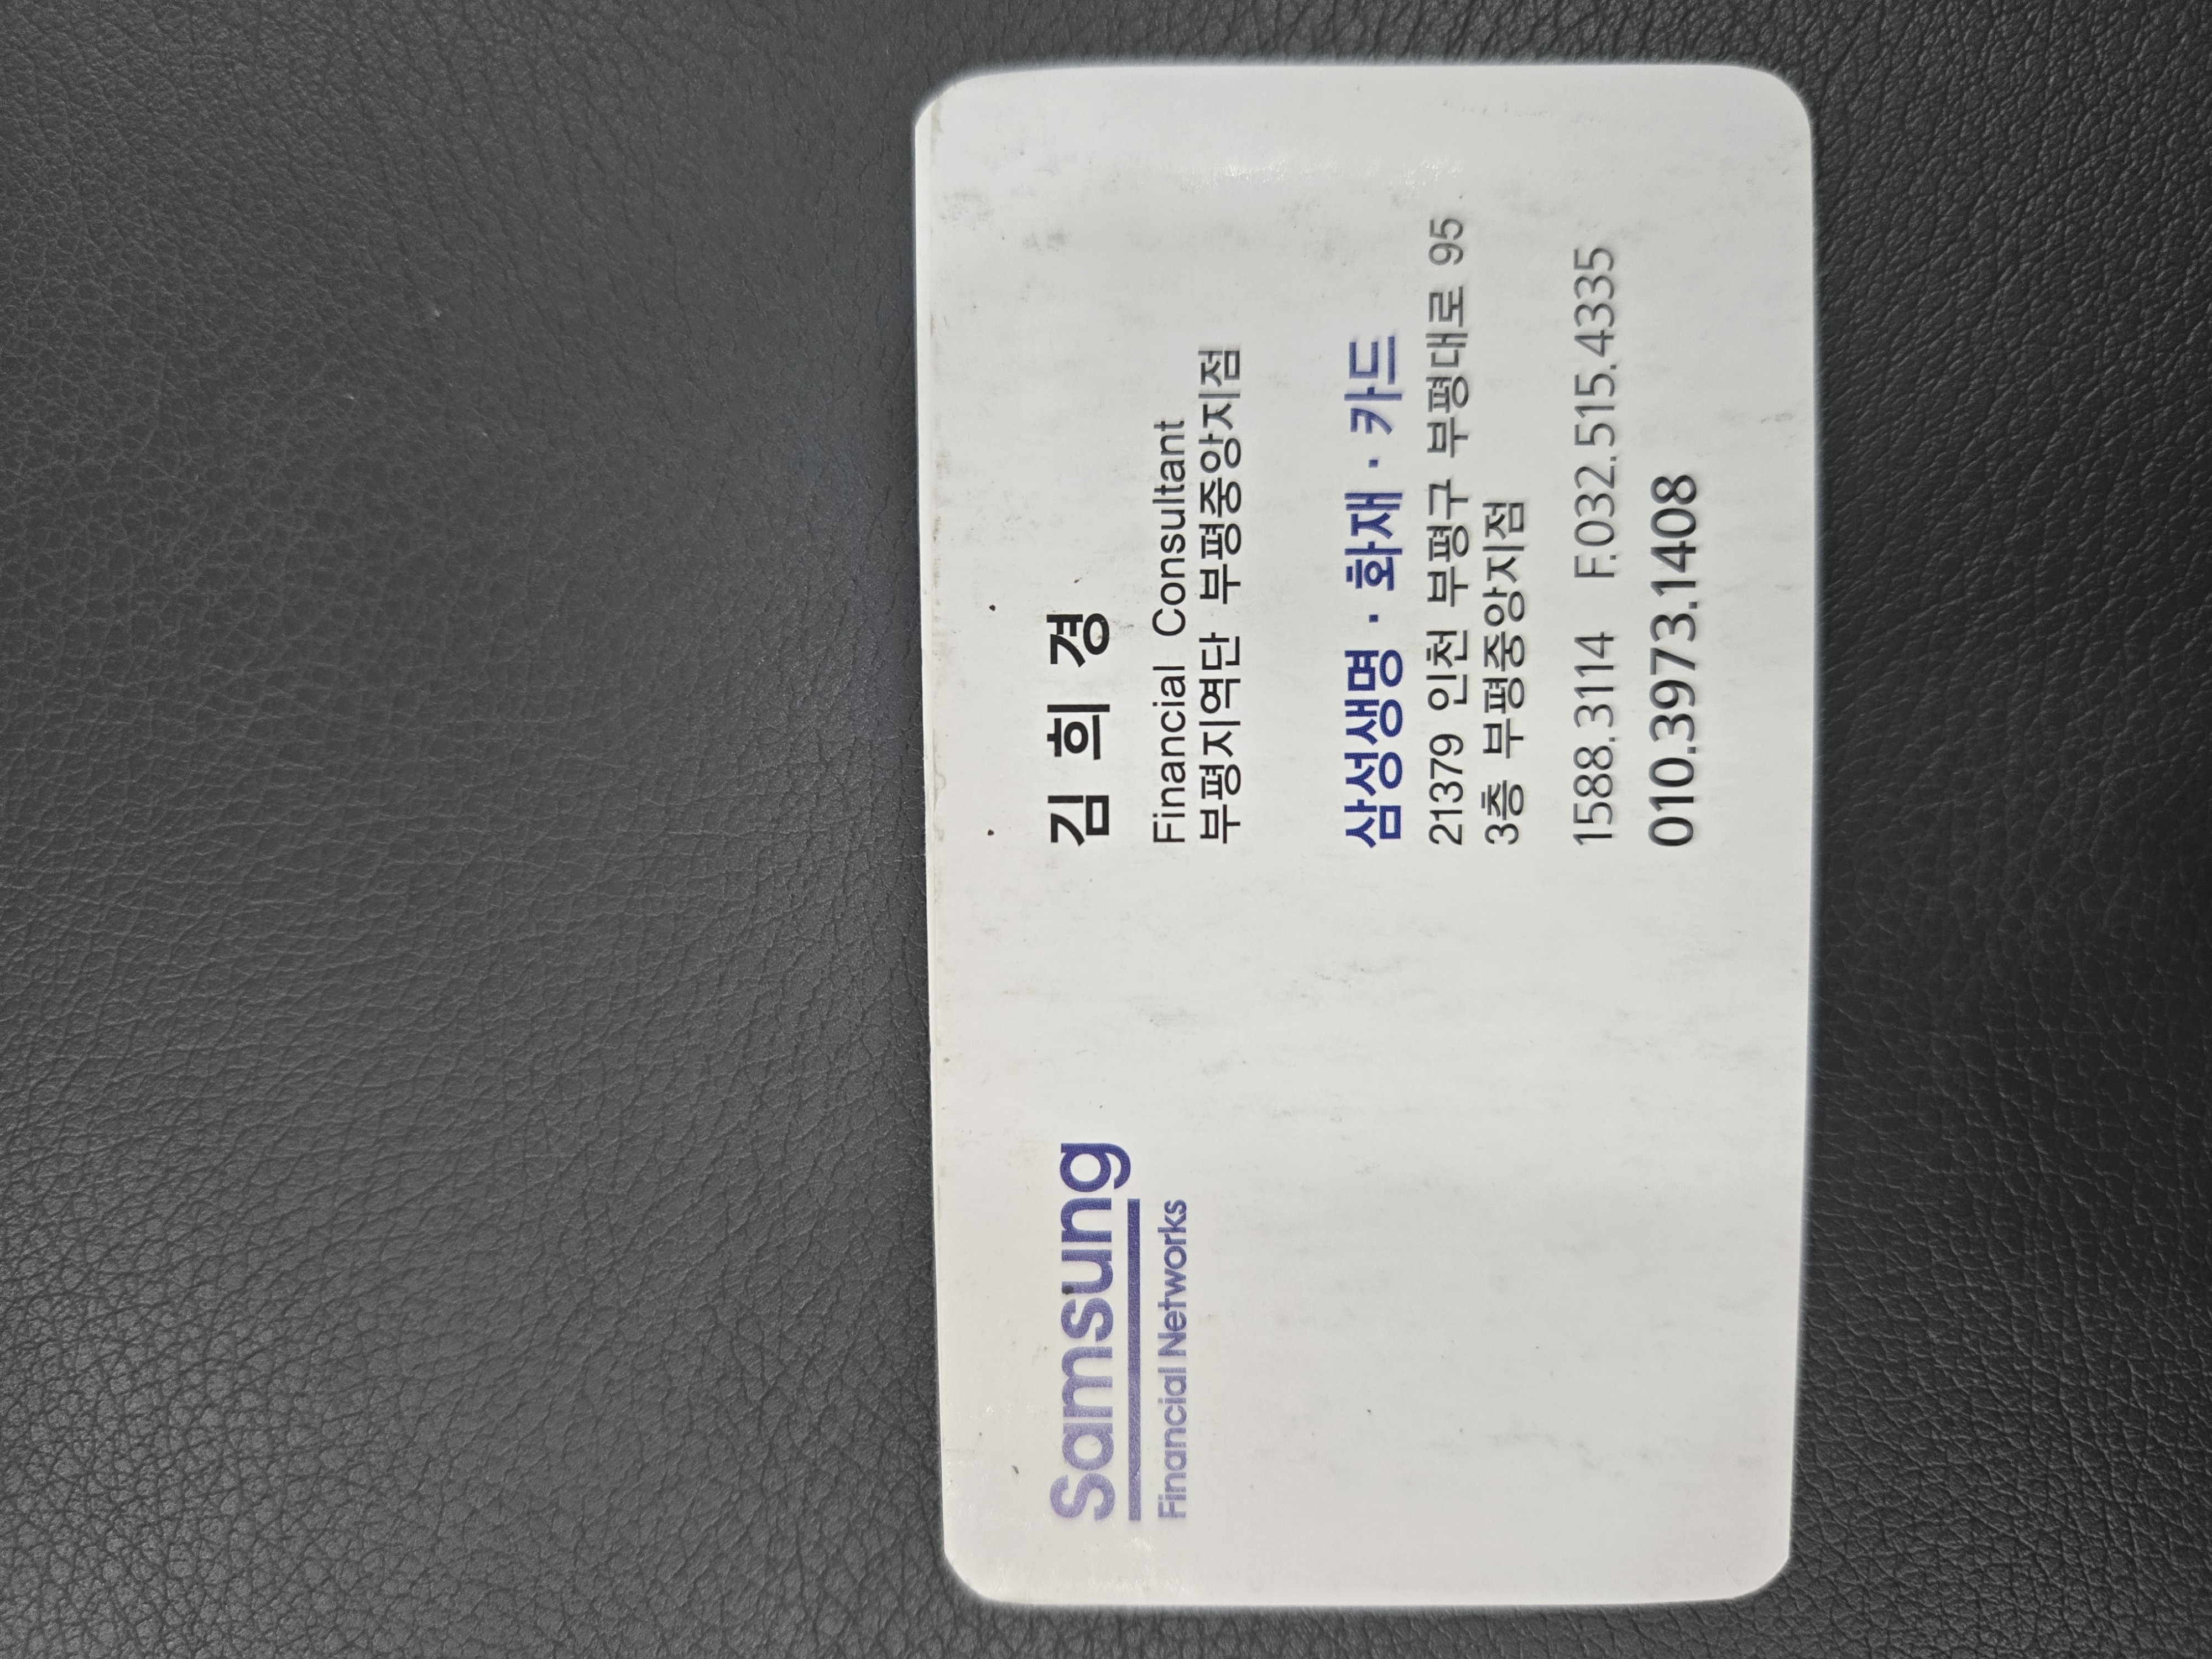 Samsung
Financial Networks
김희경
Financial Consultant
부평지역단 부평중앙지점
삼성생명 · 화재 · 카드
21379 인천 부평구 부평대로 95
3층 부평중앙지점
1588.3114 F.032.515.4335
010.3973.1408